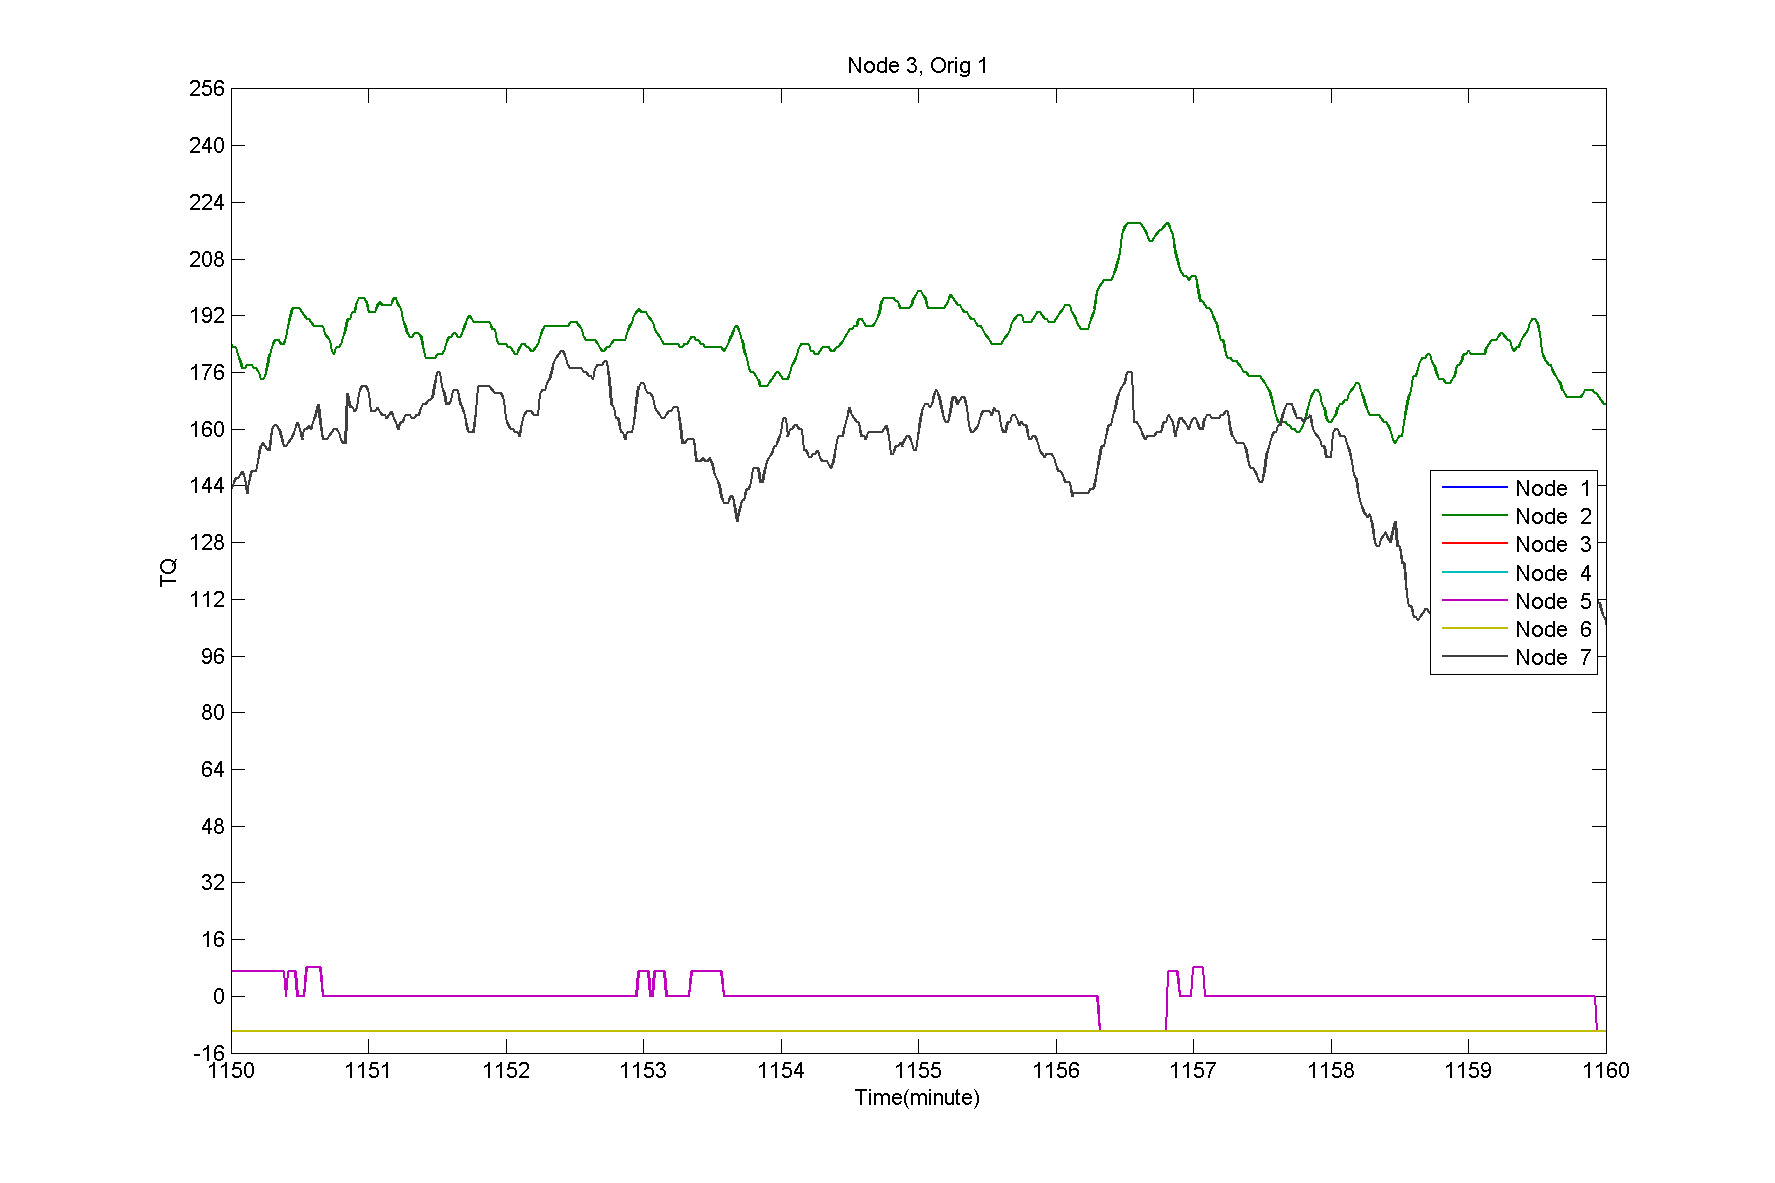 Node 3, Orig 1
256
240
224
208
192
176
160
144
128
112
96
80
64
48
32
16
0
-16
TQ
Node 1
Node 2
Node 3
Node 4
Node 5
Node 6
Node 7
1150 1151 1152 1153 1154 1155 1156 1157 1158 1159 1160
Time(minute)